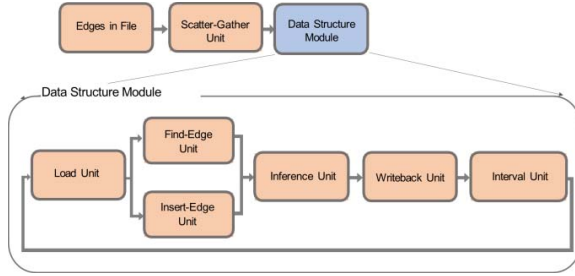 Edges in File
Scatter-Gather
Unit
Data Structure
Module
Data Structure Module
Load Unit
Find-Edge
Unit
Insert-Edge
Unit
Inference Unit
Writeback Unit
Interval Unit